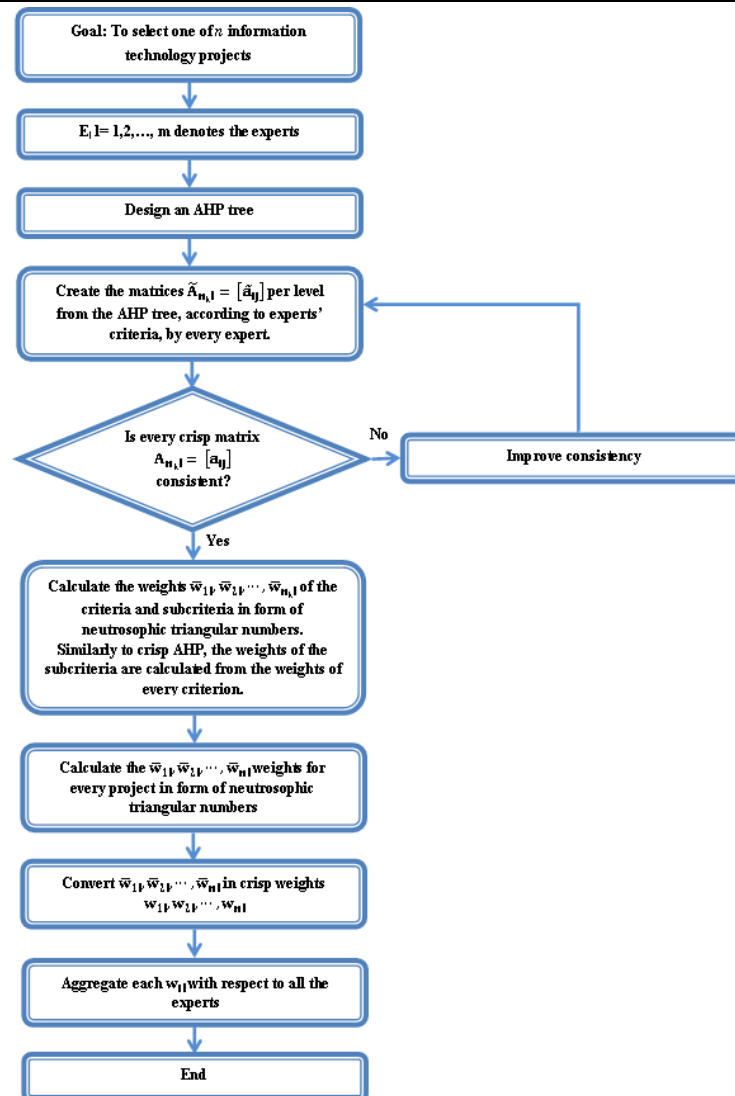 Goal: To select one of n information
technology projects
E_l l= 1,2,..., m denotes the experts
Design an AHP tree
Create the matrices Ã_{n_k l} = [ã_{ij}] per level
from the AHP tree, according to experts'
criteria, by every expert.
Is every crisp matrix
A_{n_k l} = [a_{ij}]
consistent?
No
Improve consistency
Yes
Calculate the weights w̅_{1l}, w̅_{2l}, ⋯, w̅_{n_k l} of the
criteria and subcriteria in form of
neutrosophic triangular numbers.
Similarly to crisp AHP, the weights of the
subcriteria are calculated from the weights of
every criterion.
Calculate the w̅_{1l}, w̅_{2l}, ⋯, w̅_{nl} weights for
every project in form of neutrosophic
triangular numbers
Convert w̅_{1l}, w̅_{2l}, ⋯, w̅_{nl} in crisp weights
w_{1l}, w_{2l}, ⋯, w_{nl}
Aggregate each w_{il} with respect to all the
experts
End